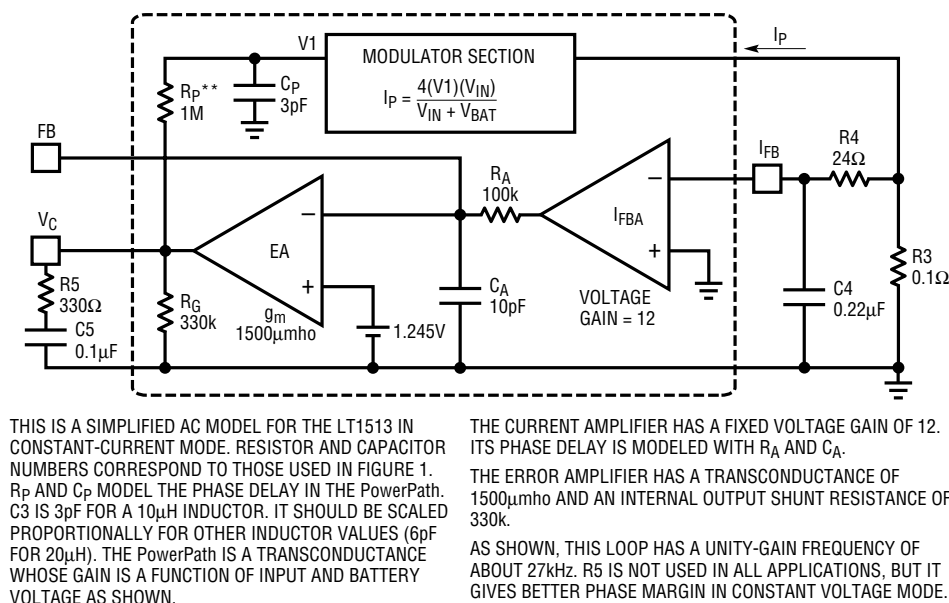 V1
MODULATOR SECTION
I_P = 4(V1)(V_IN) / V_IN + V_BAT
I_P
R_P**
1M
C_P
3pF
FB
R_A
100k
I_FB
R4
24Ω
V_C
EA
I_FBA
R5
330Ω
C5
0.1µF
R_G
330k
g_m
1500µmho
1.245V
C_A
10pF
VOLTAGE
GAIN = 12
C4
0.22µF
R3
0.1Ω
THIS IS A SIMPLIFIED AC MODEL FOR THE LT1513 IN
CONSTANT-CURRENT MODE. RESISTOR AND CAPACITOR
NUMBERS CORRESPOND TO THOSE USED IN FIGURE 1.
R_P AND C_P MODEL THE PHASE DELAY IN THE PowerPath.
C3 IS 3pF FOR A 10µH INDUCTOR. IT SHOULD BE SCALED
PROPORTIONALLY FOR OTHER INDUCTOR VALUES (6pF
FOR 20µH). THE PowerPath IS A TRANSCONDUCTANCE
WHOSE GAIN IS A FUNCTION OF INPUT AND BATTERY
VOLTAGE AS SHOWN.
THE CURRENT AMPLIFIER HAS A FIXED VOLTAGE GAIN OF 12.
ITS PHASE DELAY IS MODELED WITH R_A AND C_A.
THE ERROR AMPLIFIER HAS A TRANSCONDUCTANCE OF
1500µmho AND AN INTERNAL OUTPUT SHUNT RESISTANCE OF
330k.
AS SHOWN, THIS LOOP HAS A UNITY-GAIN FREQUENCY OF
ABOUT 27kHz. R5 IS NOT USED IN ALL APPLICATIONS, BUT IT
GIVES BETTER PHASE MARGIN IN CONSTANT VOLTAGE MODE.